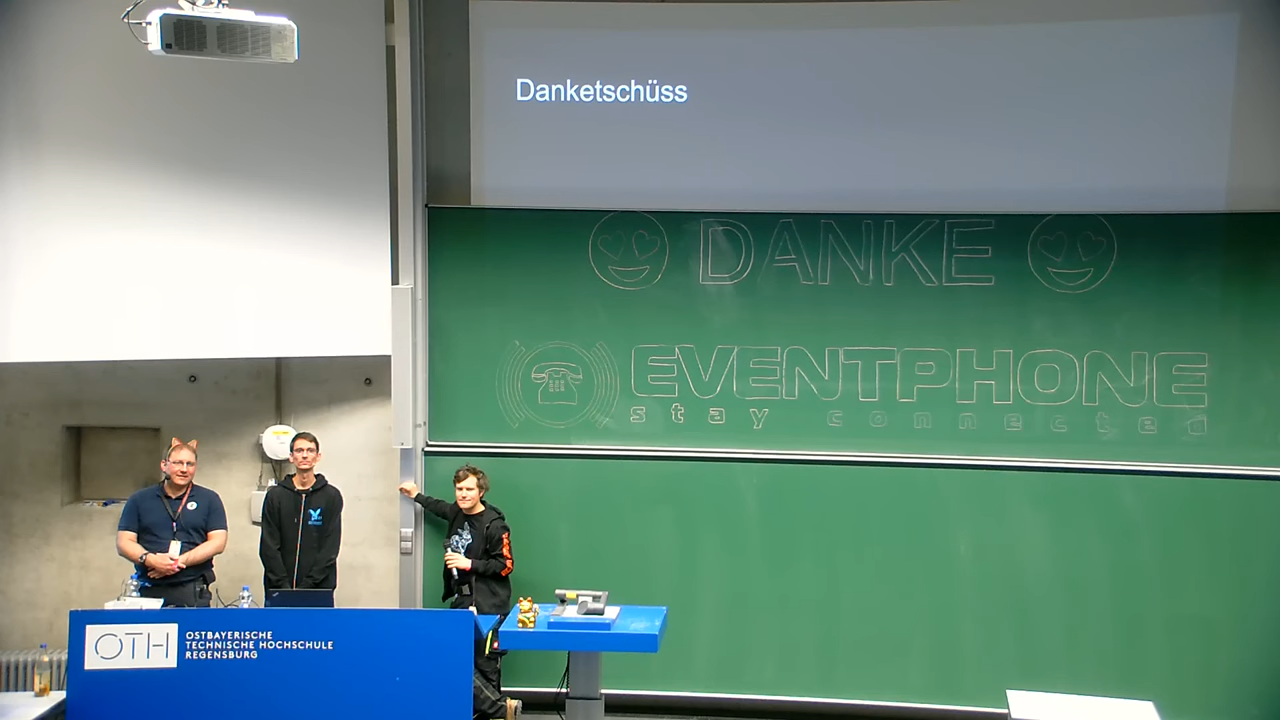 Danketschüss
DANKE
EVENTPHONE
stay connected
OTH
OSTBAYERISCHE
TECHNISCHE HOCHSCHULE
REGENSBURG